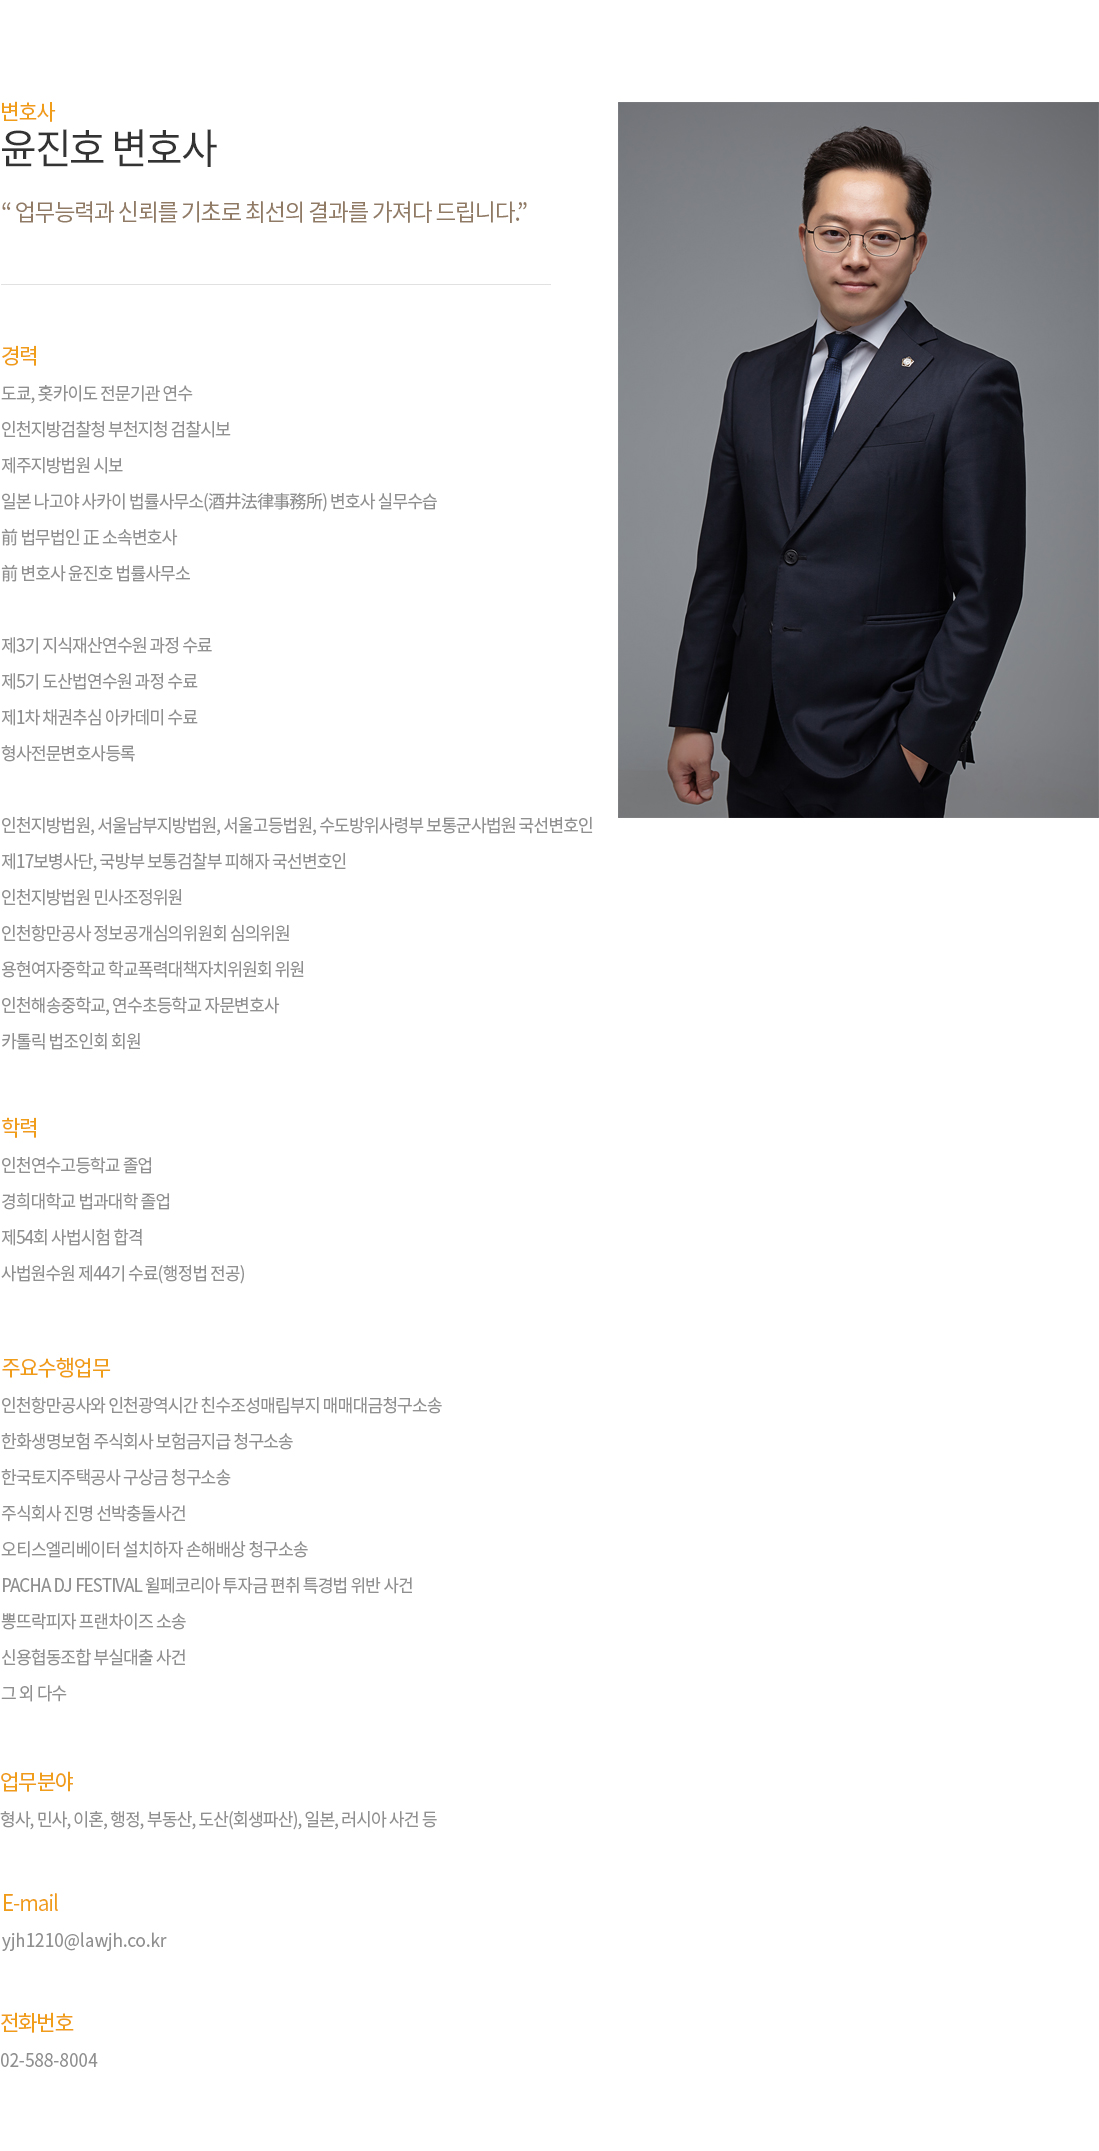 변호사
윤진호 변호사
“ 업무능력과 신뢰를 기초로 최선의 결과를 가져다 드립니다.”
경력
도쿄, 홋카이도 전문기관 연수
인천지방검찰청 부천지청 검찰시보
제주지방법원 시보
일본 나고야 사카이 법률사무소(酒井法律事務所) 변호사 실무수습
前 법무법인 正 소속변호사
前 변호사 윤진호 법률사무소
제3기 지식재산연수원 과정 수료
제5기 도산법연수원 과정 수료
제1차 채권추심 아카데미 수료
형사전문변호사등록
인천지방법원, 서울남부지방법원, 서울고등법원, 수도방위사령부 보통군사법원 국선변호인
제17보병사단, 국방부 보통검찰부 피해자 국선변호인
인천지방법원 민사조정위원
인천항만공사 정보공개심의위원회 심의위원
용현여자중학교 학교폭력대책자치위원회 위원
인천해송중학교, 연수초등학교 자문변호사
카톨릭 법조인회 회원
학력
인천연수고등학교 졸업
경희대학교 법과대학 졸업
제54회 사법시험 합격
사법원수원 제44기 수료(행정법 전공)
주요수행업무
인천항만공사와 인천광역시간 친수조성매립부지 매매대금청구소송
한화생명보험 주식회사 보험금지급 청구소송
한국토지주택공사 구상금 청구소송
주식회사 진명 선박충돌사건
오티스엘리베이터 설치하자 손해배상 청구소송
PACHA DJ FESTIVAL 윌페코리아 투자금 편취 특경법 위반 사건
뽕뜨락피자 프랜차이즈 소송
신용협동조합 부실대출 사건
그 외 다수
업무분야
형사, 민사, 이혼, 행정, 부동산, 도산(회생파산), 일본, 러시아 사건 등
E-mail
yjh1210@lawjh.co.kr
전화번호
02-588-8004